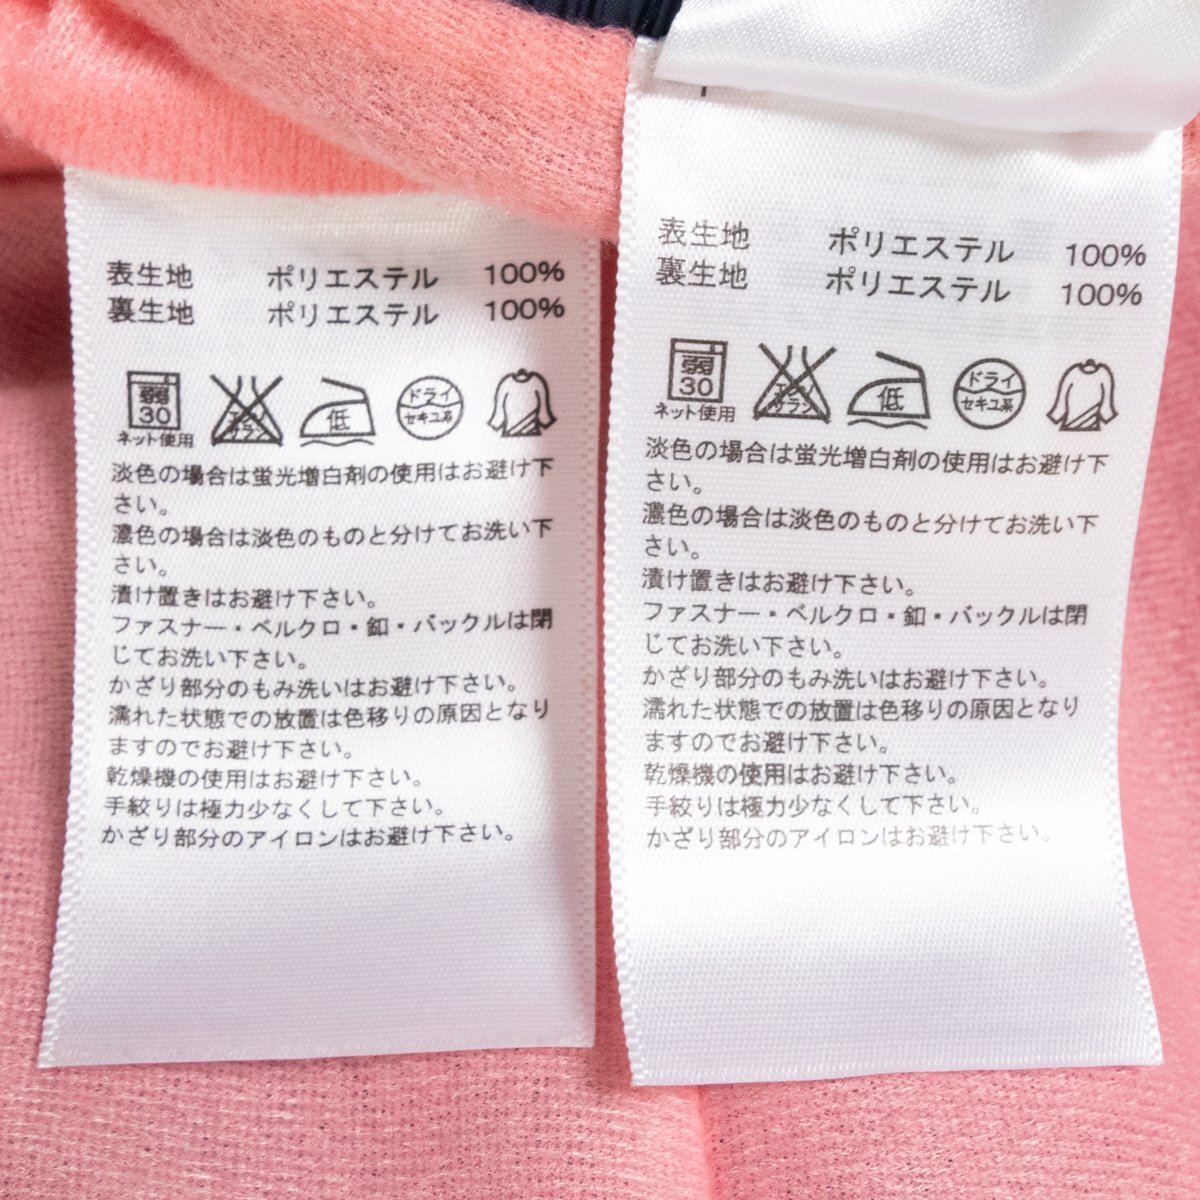 表生地 ポリエステル 100%
裏生地 ポリエステル 100%
弱
30
ネット使用
エンソ
サラシ
低
ドライ
セキユ系
淡色の場合は蛍光増白剤の使用はお避け下
さい。
濃色の場合は淡色のものと分けてお洗い下
さい。
漬け置きはお避け下さい。
ファスナー・ベルクロ・釦・バックルは閉
じてお洗い下さい。
かざり部分のもみ洗いはお避け下さい。
濡れた状態での放置は色移りの原因となり
ますのでお避け下さい。
乾燥機の使用はお避け下さい。
手絞りは極力少なくして下さい。
かざり部分のアイロンはお避け下さい。
表生地 ポリエステル 100%
裏生地 ポリエステル 100%
弱
30
ネット使用
エンソ
サラシ
低
ドライ
セキユ系
淡色の場合は蛍光増白剤の使用はお避け下
さい。
濃色の場合は淡色のものと分けてお洗い下
さい。
漬け置きはお避け下さい。
ファスナー・ベルクロ・釦・バックルは閉
じてお洗い下さい。
かざり部分のもみ洗いはお避け下さい。
濡れた状態での放置は色移りの原因となり
ますのでお避け下さい。
乾燥機の使用はお避け下さい。
手絞りは極力少なくして下さい。
かざり部分のアイロンはお避け下さい。